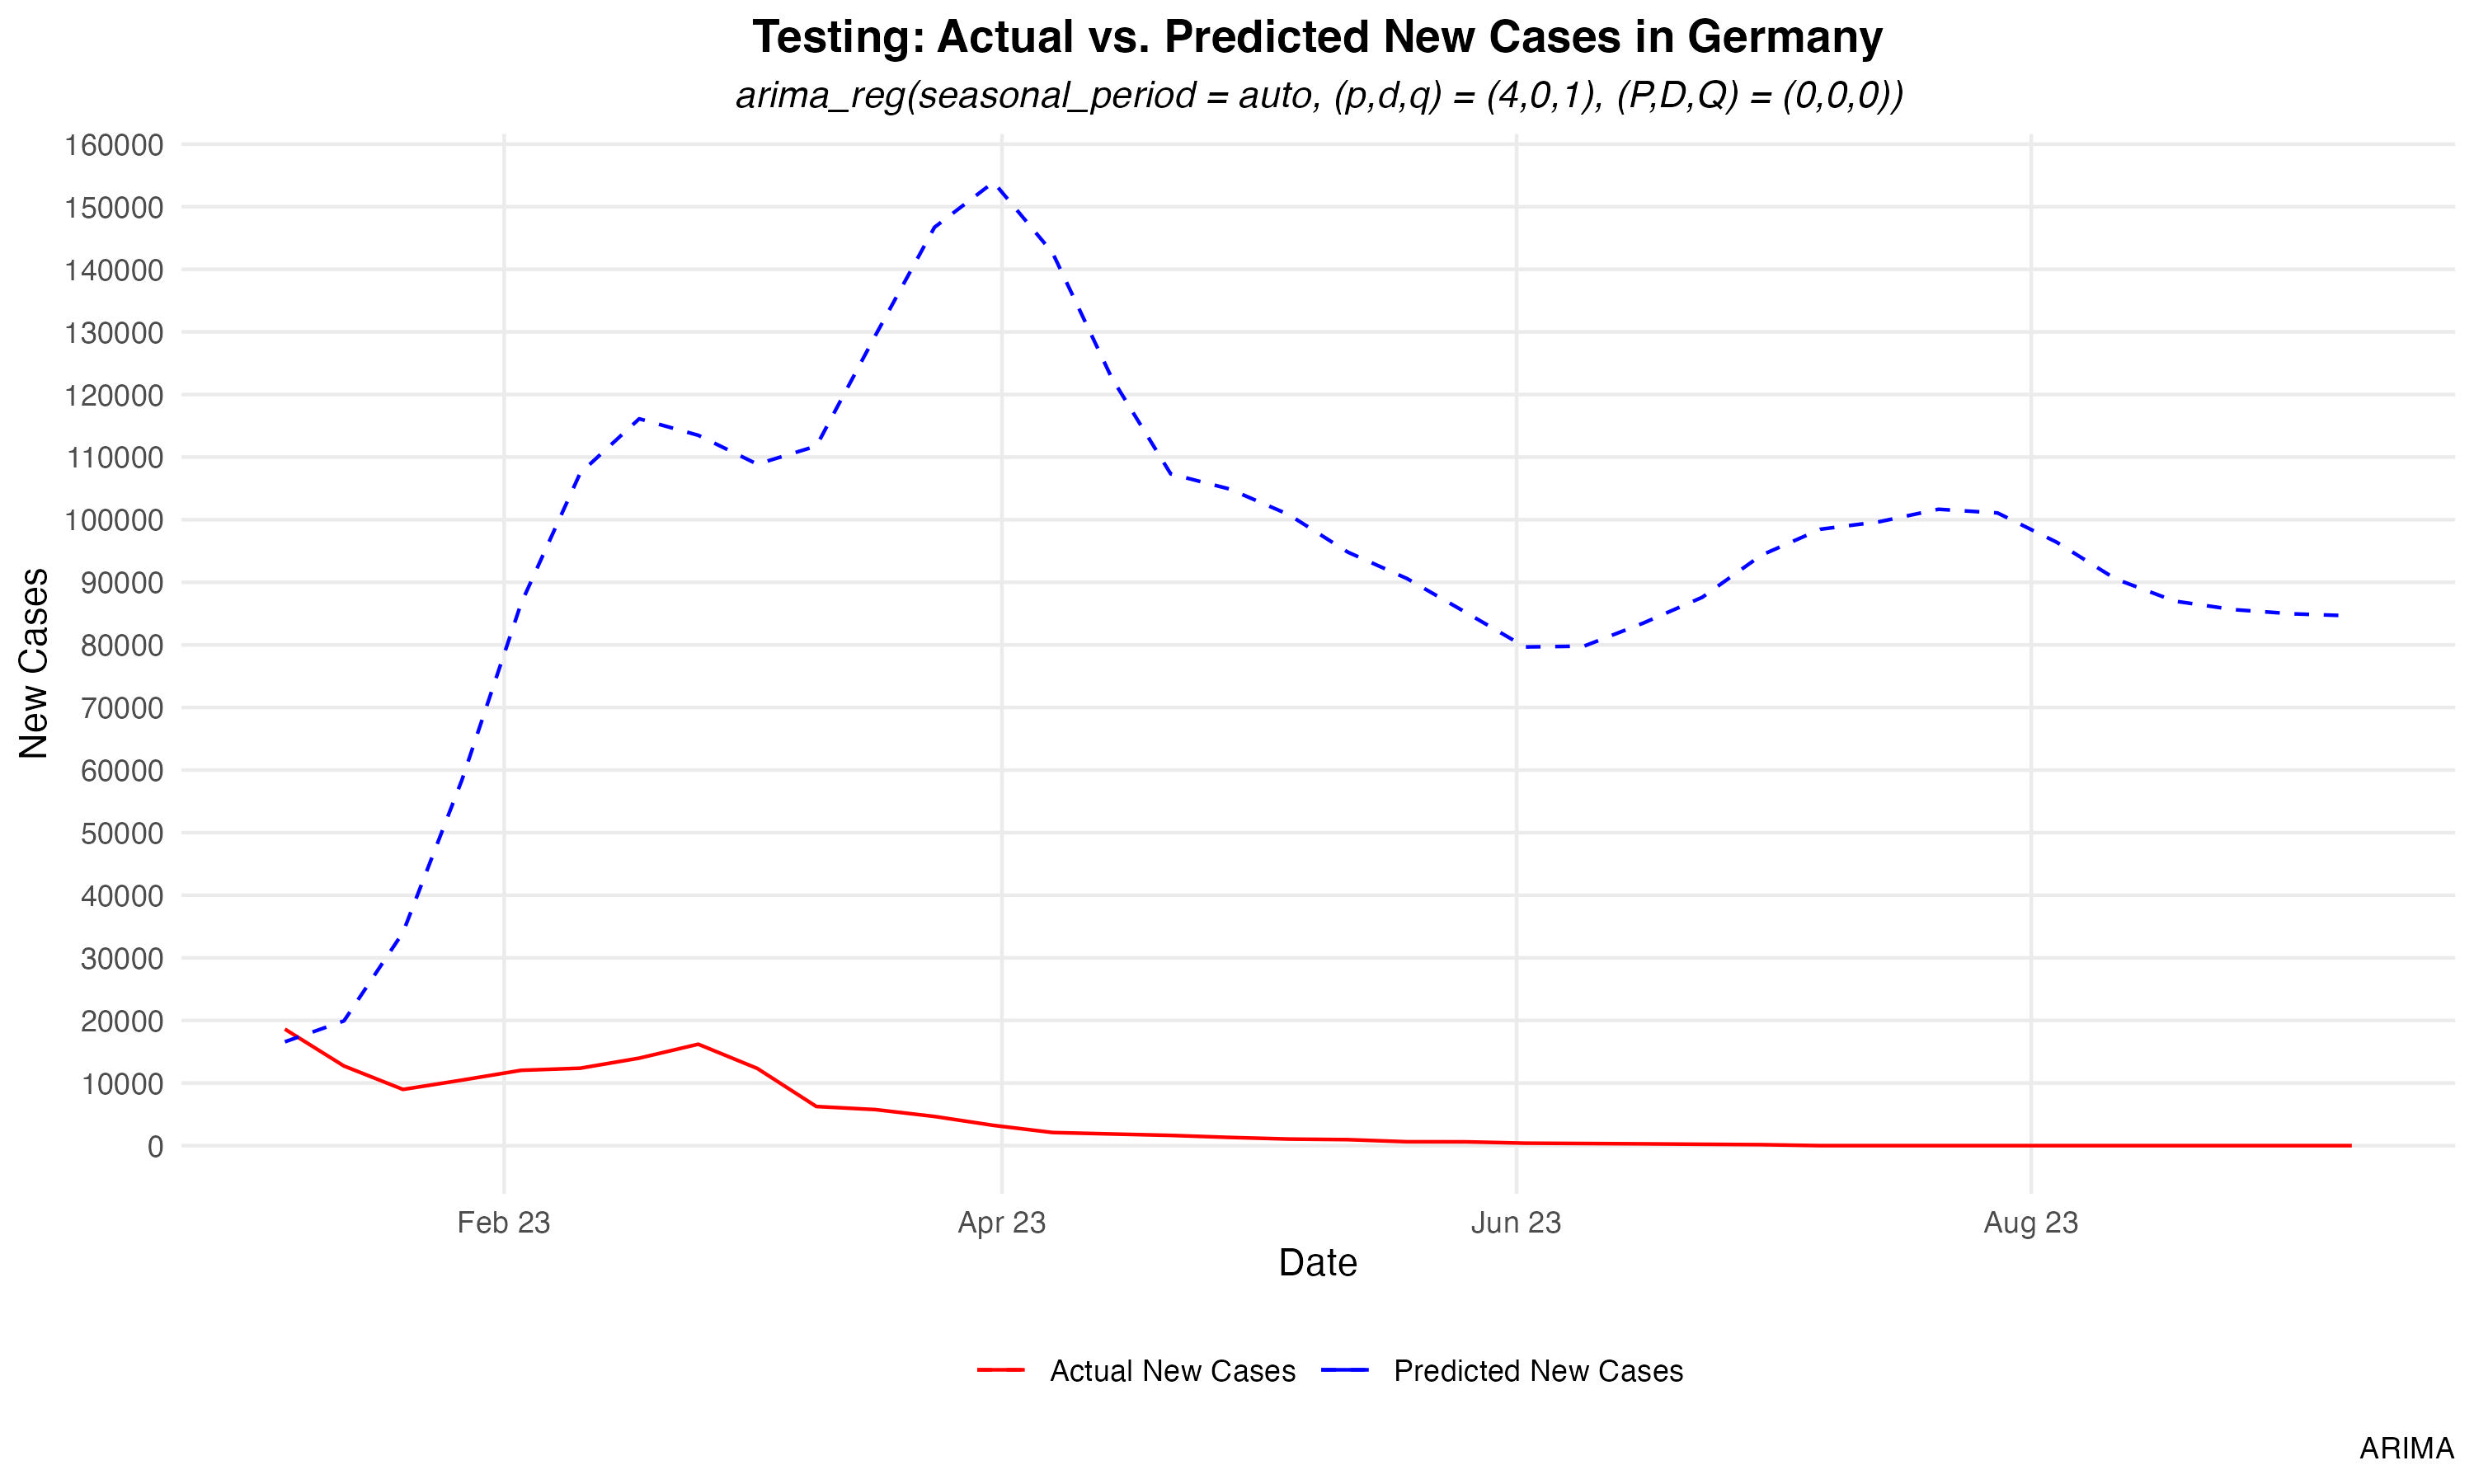 Testing: Actual vs. Predicted New Cases in Germany
arima_reg(seasonal_period = auto, (p,d,q) = (4,0,1), (P,D,Q) = (0,0,0))
160000
150000
140000
130000
120000
110000
100000
90000
80000
70000
60000
50000
40000
30000
20000
10000
0
New Cases
Feb 23 Apr 23 Jun 23 Aug 23
Date
Actual New Cases Predicted New Cases
ARIMA